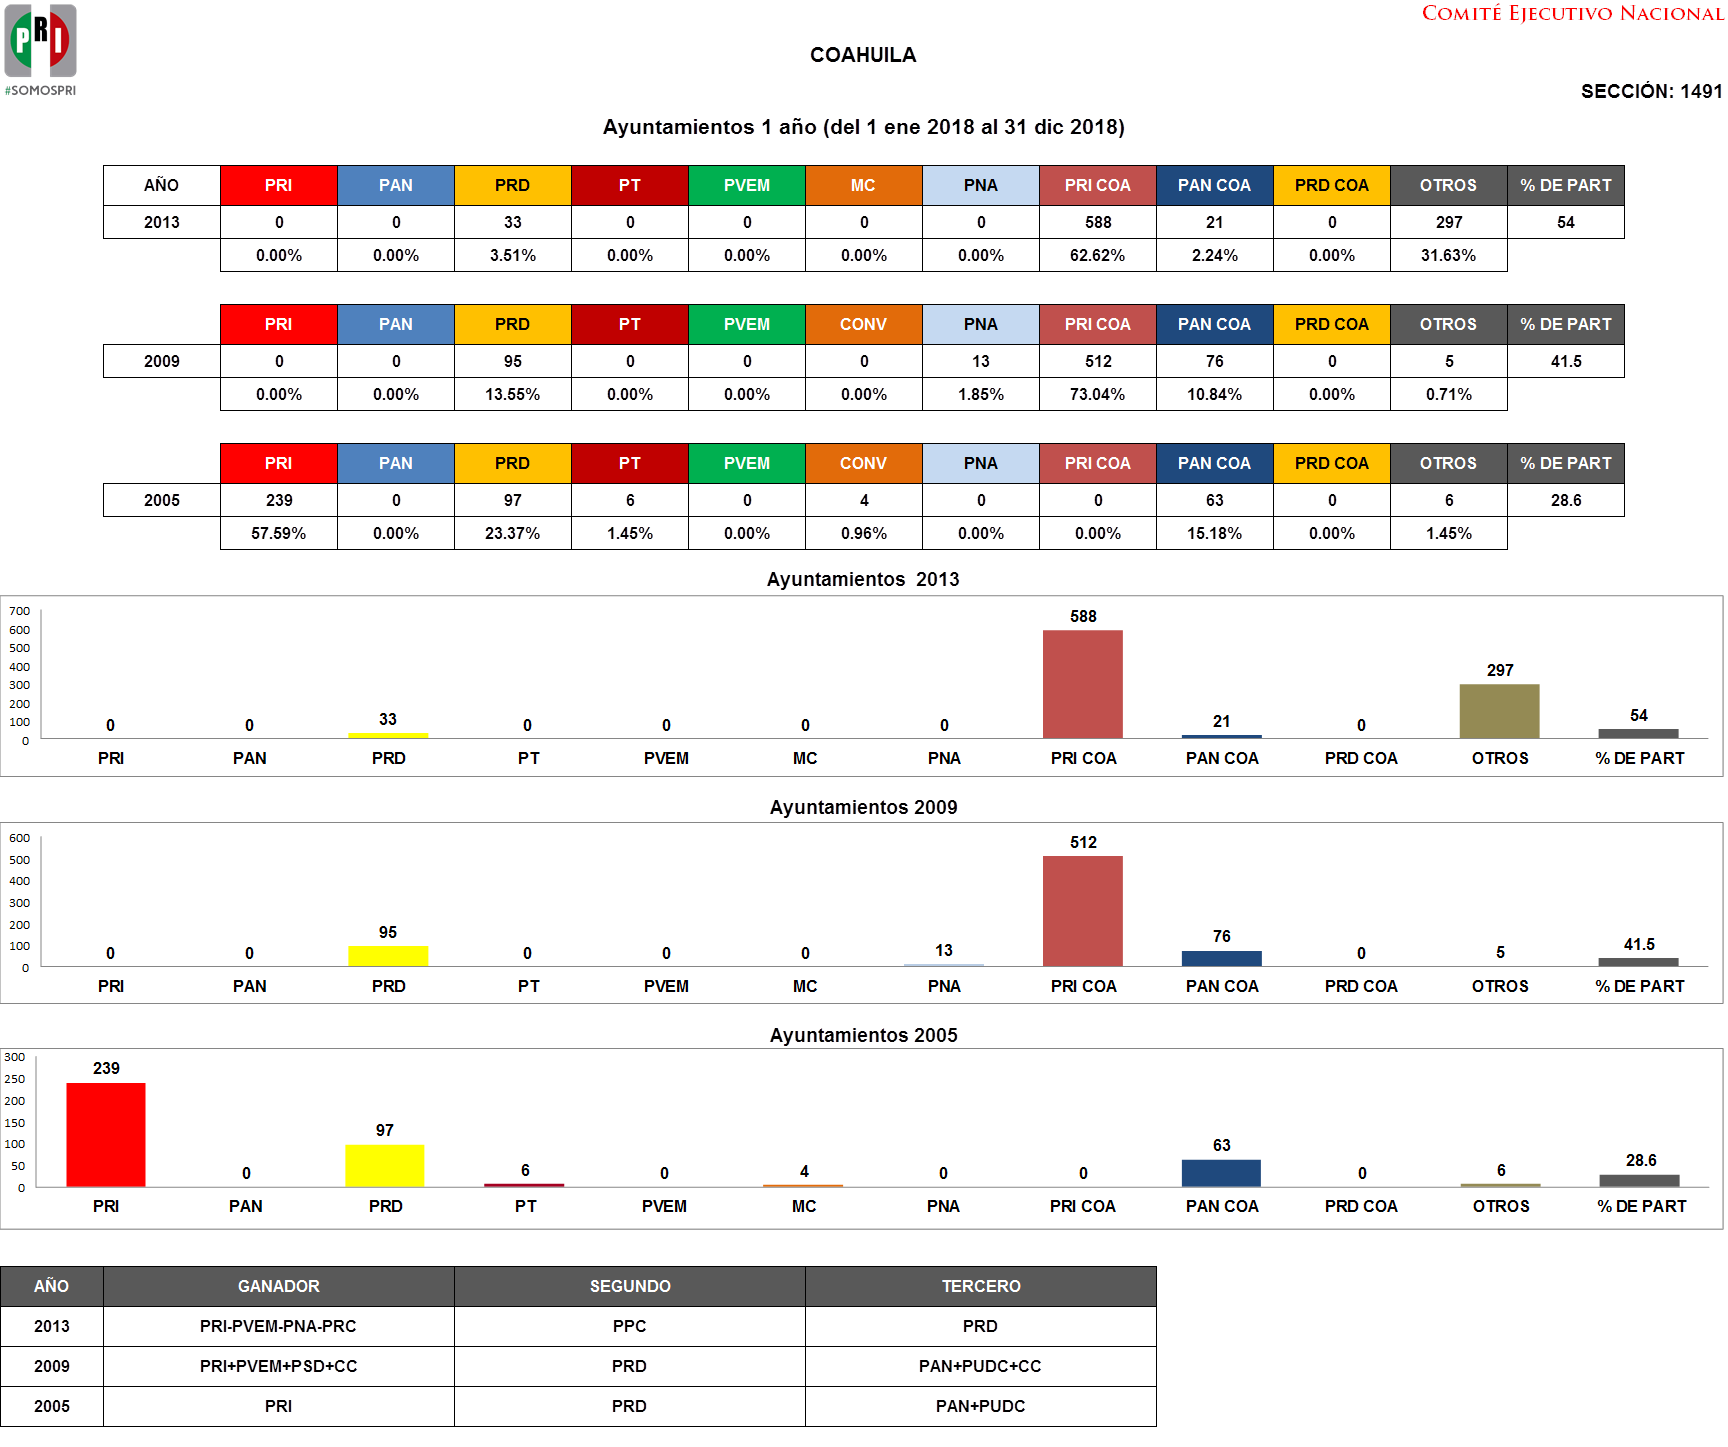 PRI
#SOMOSPRI
COMITÉ EJECUTIVO NACIONAL
COAHUILA
SECCIÓN: 1491
Ayuntamientos 1 año (del 1 ene 2018 al 31 dic 2018)
AÑO PRI PAN PRD PT PVEM MC PNA PRI COA PAN COA PRD COA OTROS % DE PART
2013 0 0 33 0 0 0 0 588 21 0 297 54
0.00% 0.00% 3.51% 0.00% 0.00% 0.00% 0.00% 62.62% 2.24% 0.00% 31.63%
PRI PAN PRD PT PVEM CONV PNA PRI COA PAN COA PRD COA OTROS % DE PART
2009 0 0 95 0 0 0 13 512 76 0 5 41.5
0.00% 0.00% 13.55% 0.00% 0.00% 0.00% 1.85% 73.04% 10.84% 0.00% 0.71%
PRI PAN PRD PT PVEM CONV PNA PRI COA PAN COA PRD COA OTROS % DE PART
2005 239 0 97 6 0 4 0 0 63 0 6 28.6
57.59% 0.00% 23.37% 1.45% 0.00% 0.96% 0.00% 0.00% 15.18% 0.00% 1.45%
Ayuntamientos 2013
700
600
500
400
300
200
100
0
0 0 33 0 0 0 0 588 21 0 297 54
PRI PAN PRD PT PVEM MC PNA PRI COA PAN COA PRD COA OTROS % DE PART
Ayuntamientos 2009
600
500
400
300
200
100
0
0 0 95 0 0 0 13 512 76 0 5 41.5
PRI PAN PRD PT PVEM MC PNA PRI COA PAN COA PRD COA OTROS % DE PART
Ayuntamientos 2005
300
250
200
150
100
50
0
239 0 97 6 0 4 0 0 63 0 6 28.6
PRI PAN PRD PT PVEM MC PNA PRI COA PAN COA PRD COA OTROS % DE PART
AÑO GANADOR SEGUNDO TERCERO
2013 PRI-PVEM-PNA-PRC PPC PRD
2009 PRI+PVEM+PSD+CC PRD PAN+PUDC+CC
2005 PRI PRD PAN+PUDC